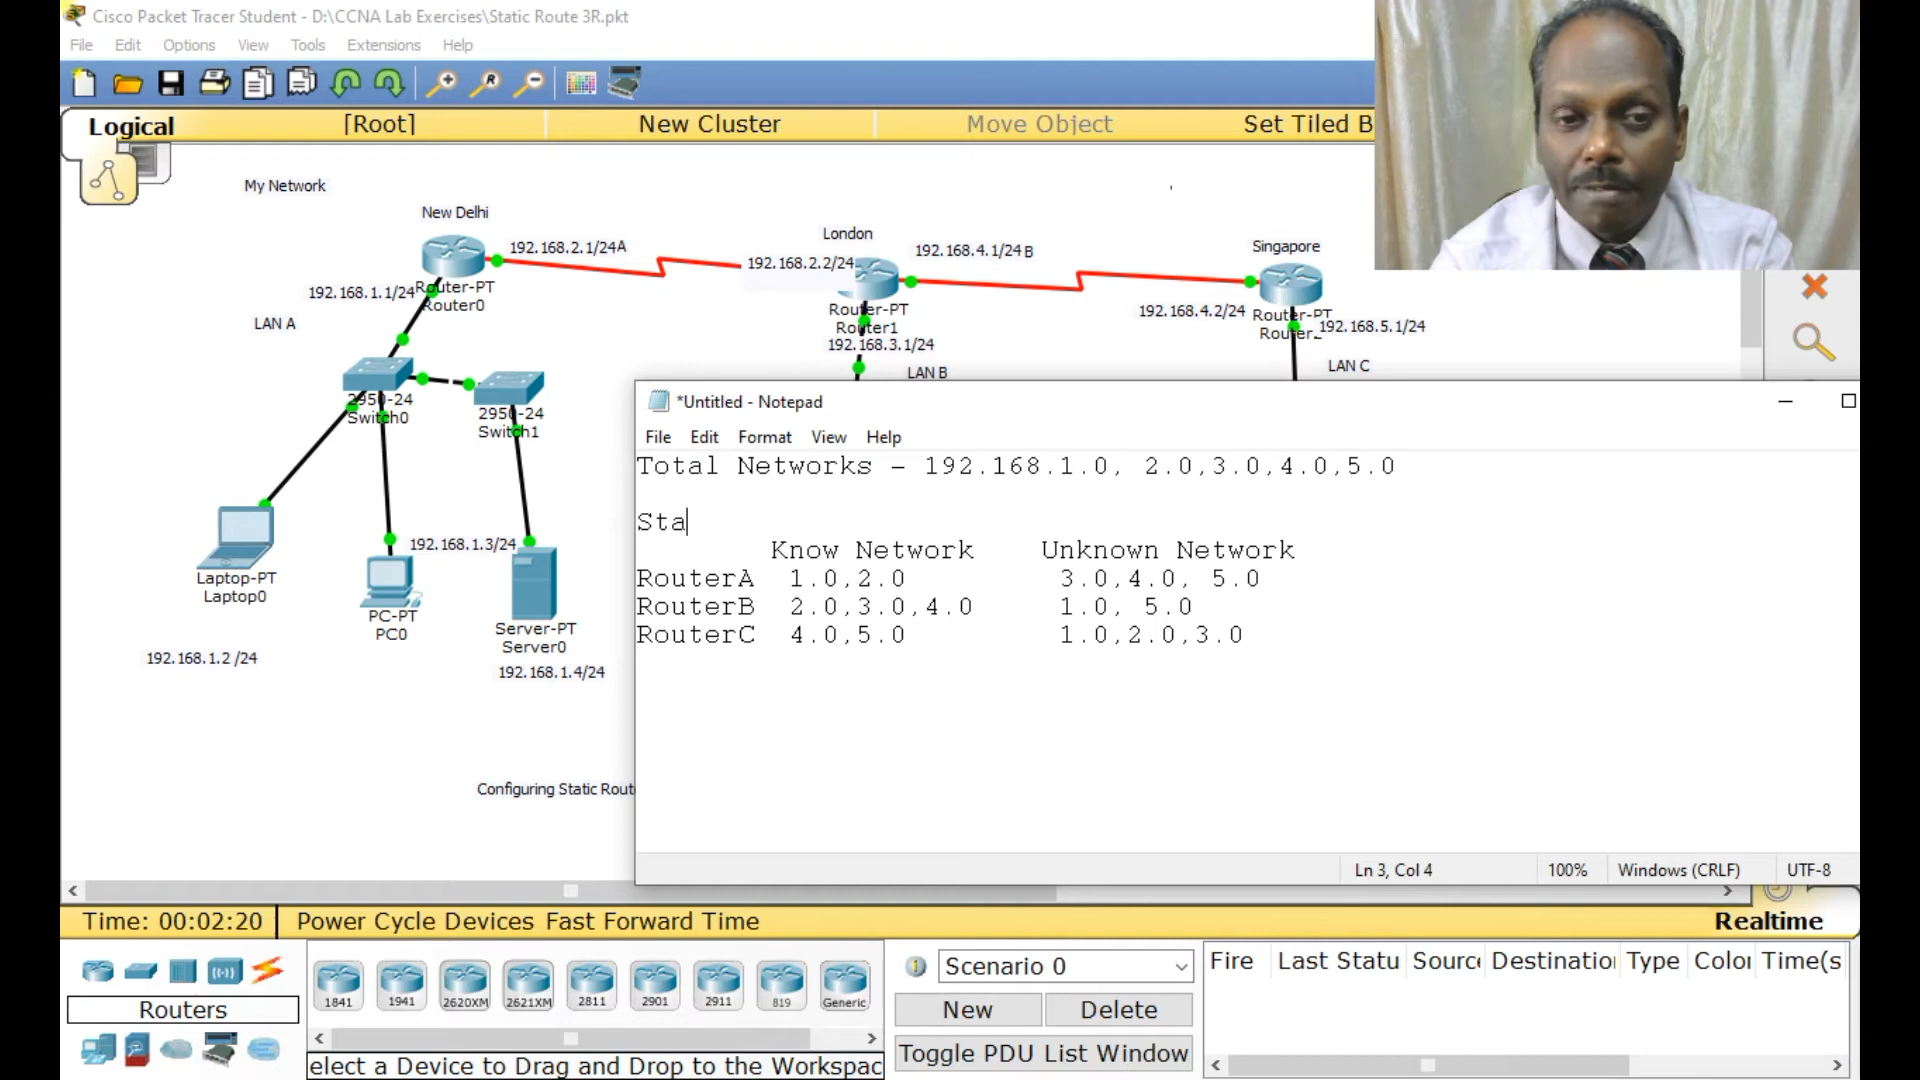 Cisco Packet Tracer Student - D:\CCNA Lab Exercises\Static Route 3R.pkt
File Edit Options View Tools Extensions Help
Logical [Root] New Cluster Move Object Set Tiled B
My Network
New Delhi
192.168.2.1/24 A
London
192.168.4.1/24 B
Singapore
192.168.2.2/24
192.168.1.1/24
Router-PT
Router0
Router-PT
Router1
192.168.4.2/24
Router-PT
192.168.5.1/24
LAN A
192.168.3.1/24
LAN B
LAN C
2950-24
Switch0
2950-24
Switch1
*Untitled - Notepad
File Edit Format View Help
Total Networks - 192.168.1.0, 2.0,3.0,4.0,5.0
Sta
Know Network Unknown Network
RouterA 1.0,2.0 3.0,4.0, 5.0
RouterB 2.0,3.0,4.0 1.0, 5.0
RouterC 4.0,5.0 1.0,2.0,3.0
Ln 3, Col 4 100% Windows (CRLF) UTF-8
192.168.1.3/24
Laptop-PT
Laptop0
PC-PT
PC0
Server-PT
Server0
192.168.1.2 /24
192.168.1.4/24
Configuring Static Rout
Time: 00:02:20 Power Cycle Devices Fast Forward Time Realtime
Routers
1841 1941 2620XM 2621XM 2811 2901 2911 819 Generic
elect a Device to Drag and Drop to the Workspac
Scenario 0
New Delete
Toggle PDU List Window
Fire Last Statu Source Destination Type Color Time(s